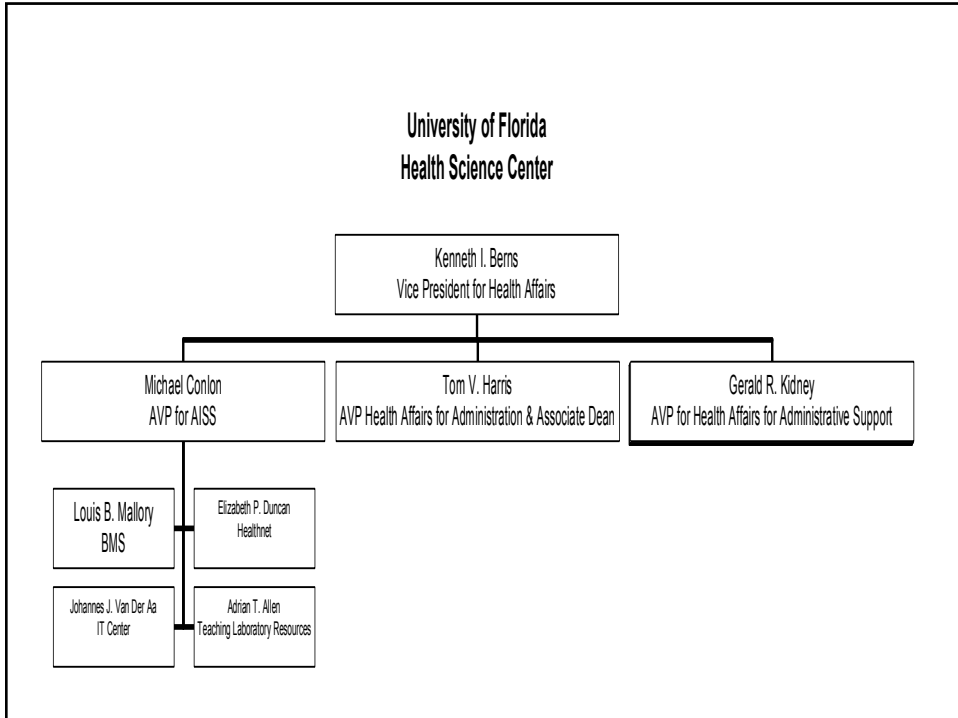 University of Florida
Health Science Center
Kenneth I. Berns
Vice President for Health Affairs
Michael Conlon
AVP for AISS
Tom V. Harris
AVP Health Affairs for Administration & Associate Dean
Gerald R. Kidney
AVP for Health Affairs for Administrative Support
Louis B. Mallory
BMS
Elizabeth P. Duncan
Healthnet
Johannes J. Van Der Aa
IT Center
Adrian T. Allen
Teaching Laboratory Resources